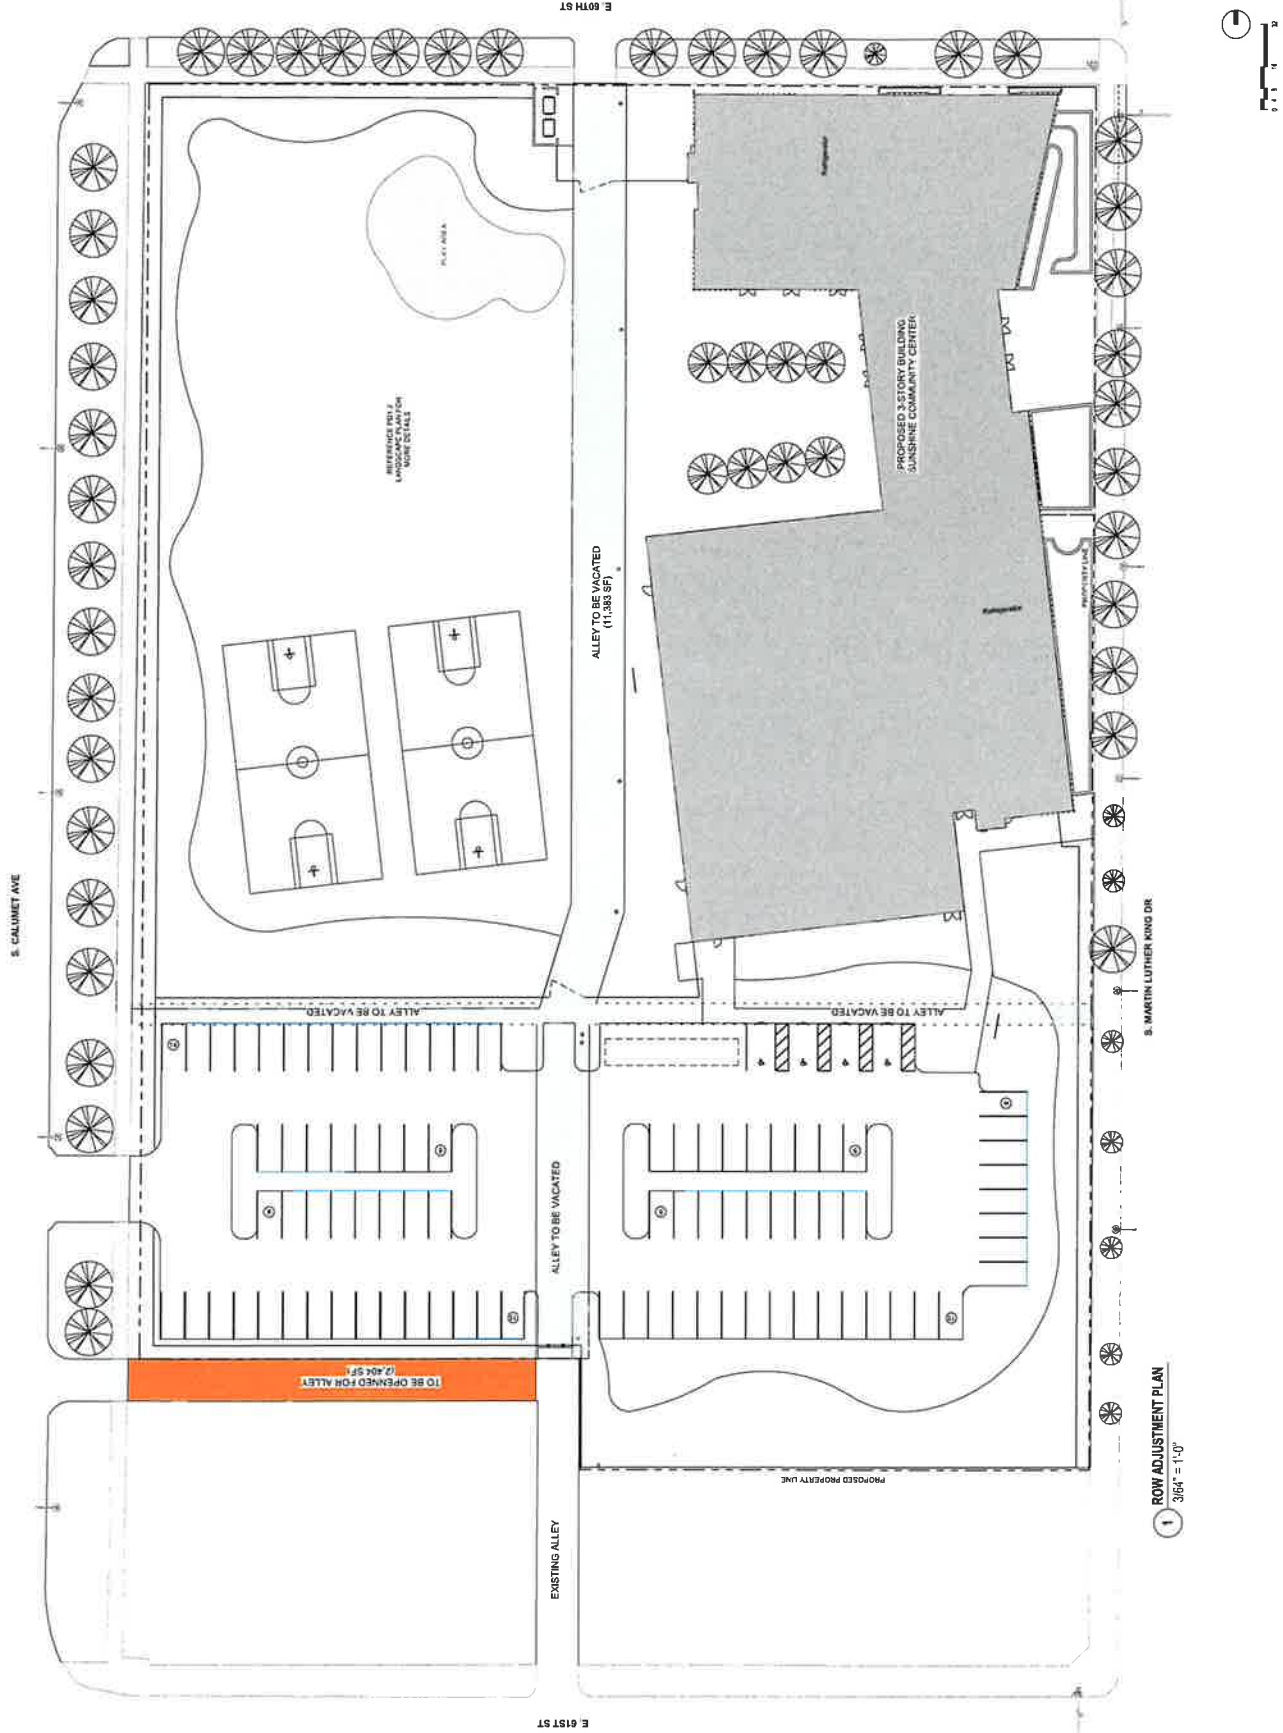 E. 60TH ST
PLAY AREA
REFERENCE PD1.2
LANDSCAPE PLAN FOR
MORE DETAILS
PROPOSED 3-STORY BUILDING
SUNSHINE COMMUNITY CENTER
ALLEY TO BE VACATED
(11,383 SF)
PROPERTY LINE
S. CALUMET AVE
S. MARTIN LUTHER KING DR
ALLEY TO BE VACATED
ALLEY TO BE VACATED
ALLEY TO BE VACATED
TO BE OPENNED FOR ALLEY
(2,404 SF)
PROPOSED PROPERTY LINE
EXISTING ALLEY
1
ROW ADJUSTMENT PLAN
3/64" = 1'-0"
E. 61ST ST